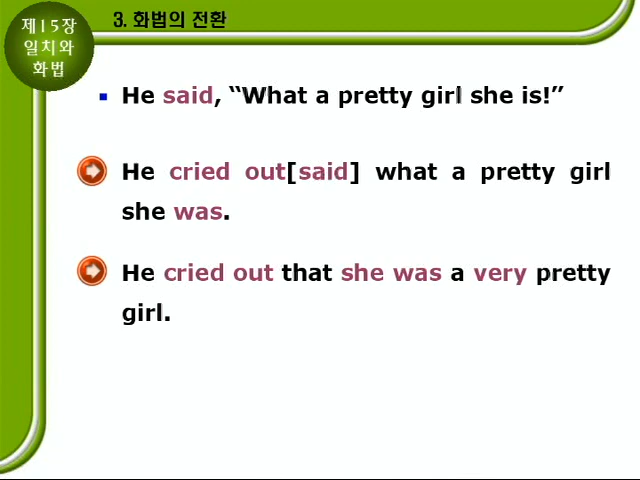 제15장
일치와
화법
3. 화법의 전환
▪ He said, “What a pretty girl she is!”
He cried out[said] what a pretty girl
she was.
He cried out that she was a very pretty
girl.